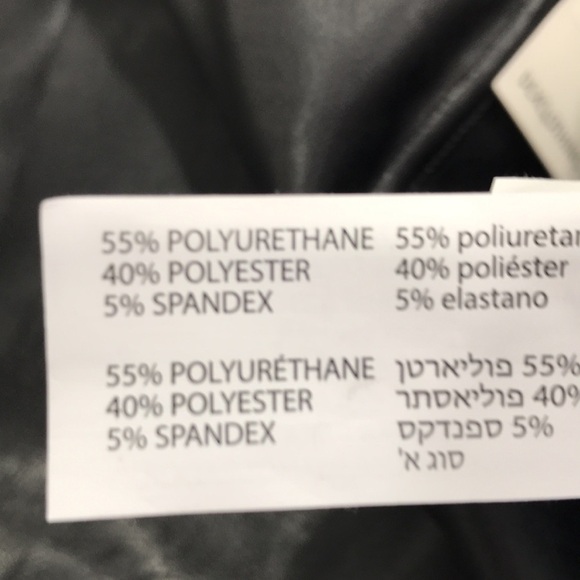 55% POLYURETHANE
40% POLYESTER
5% SPANDEX
55% poliuretan
40% poliéster
5% elastano
55% POLYURÉTHANE
40% POLYESTER
5% SPANDEX
55% פוליארטן
40% פוליאסתר
5% ספנדקס
סוג א'